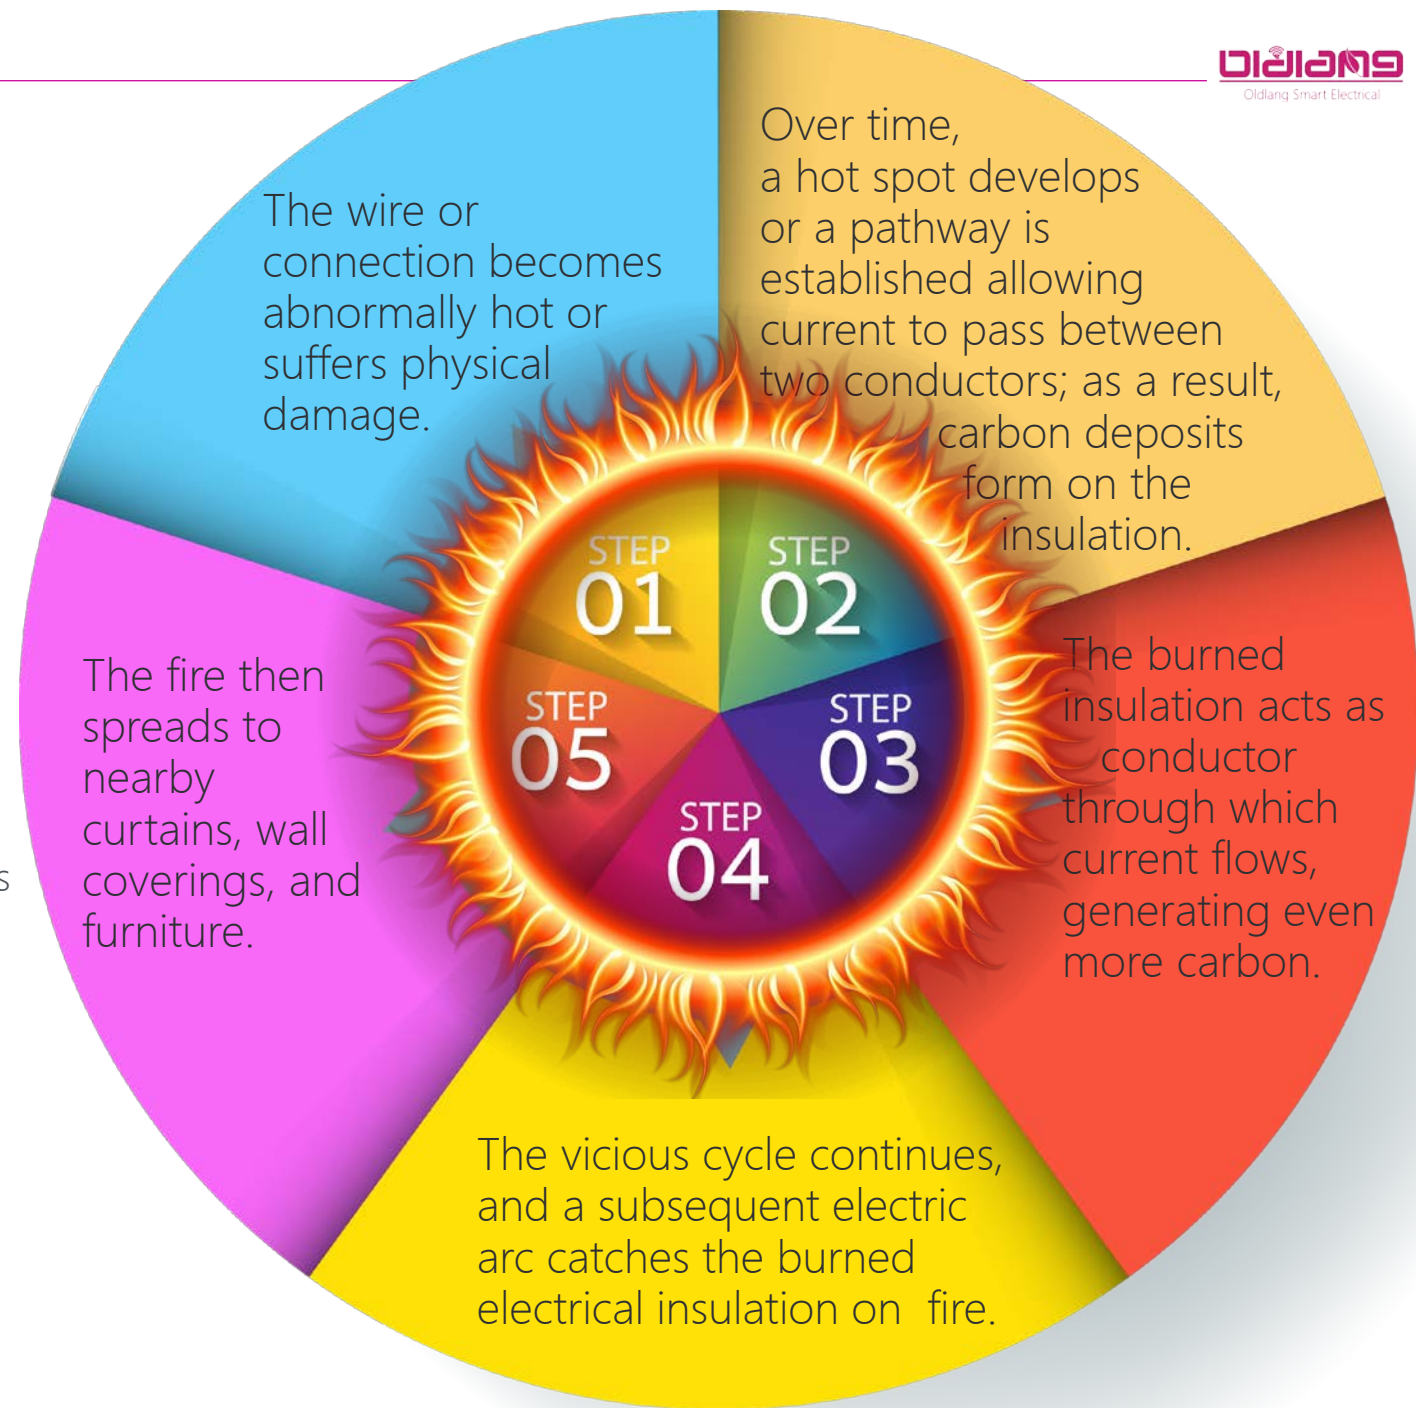 Oldlang
Oldlang Smart Electrical
The wire or
connection becomes
abnormally hot or
suffers physical
damage.
Over time,
a hot spot develops
or a pathway is
established allowing
current to pass between
two conductors; as a result,
carbon deposits
form on the
insulation.
The burned
insulation acts as
conductor
through which
current flows,
generating even
more carbon.
The vicious cycle continues,
and a subsequent electric
arc catches the burned
electrical insulation on fire.
The fire then
spreads to
nearby
curtains, wall
coverings, and
furniture.
s
STEP
01
STEP
02
STEP
03
STEP
04
STEP
05